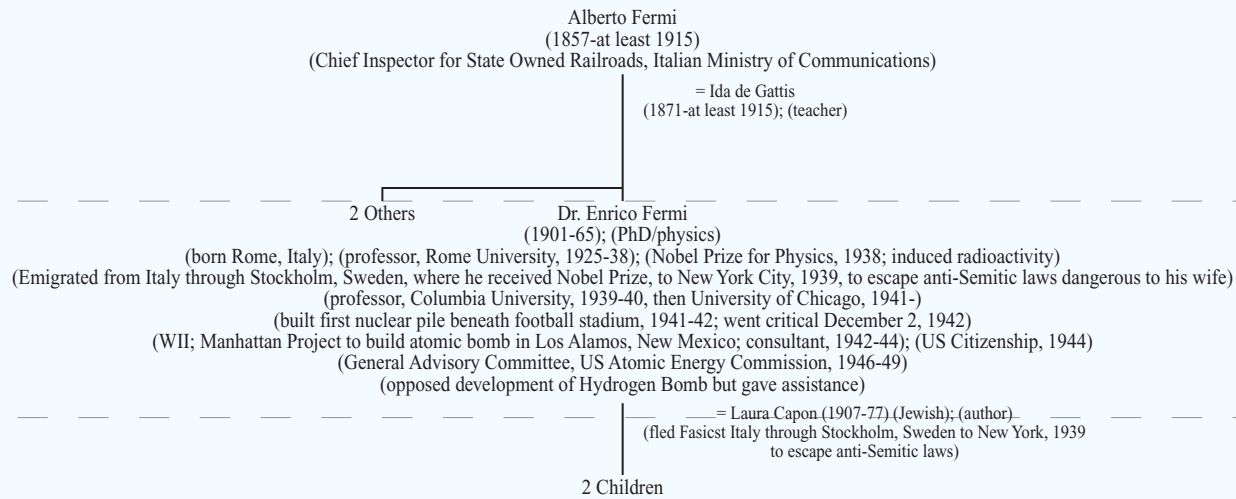 Alberto Fermi
(1857-at least 1915)
(Chief Inspector for State Owned Railroads, Italian Ministry of Communications)
= Ida de Gattis
(1871-at least 1915); (teacher)
2 Others
Dr. Enrico Fermi
(1901-65); (PhD/physics)
(born Rome, Italy); (professor, Rome University, 1925-38); (Nobel Prize for Physics, 1938; induced radioactivity)
(Emigrated from Italy through Stockholm, Sweden, where he received Nobel Prize, to New York City, 1939, to escape anti-Semitic laws dangerous to his wife)
(professor, Columbia University, 1939-40, then University of Chicago, 1941-)
(built first nuclear pile beneath football stadium, 1941-42; went critical December 2, 1942)
(WII; Manhattan Project to build atomic bomb in Los Alamos, New Mexico; consultant, 1942-44); (US Citizenship, 1944)
(General Advisory Committee, US Atomic Energy Commission, 1946-49)
(opposed development of Hydrogen Bomb but gave assistance)
= Laura Capon (1907-77) (Jewish); (author)
(fled Fasicst Italy through Stockholm, Sweden to New York, 1939
to escape anti-Semitic laws)
2 Children